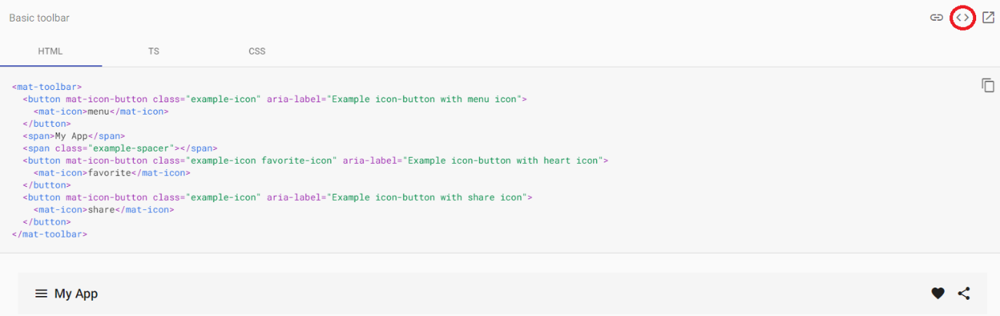 Basic toolbar
HTML TS CSS
<mat-toolbar>
  <button mat-icon-button class="example-icon" aria-label="Example icon-button with menu icon">
    <mat-icon>menu</mat-icon>
  </button>
  <span>My App</span>
  <span class="example-spacer"></span>
  <button mat-icon-button class="example-icon favorite-icon" aria-label="Example icon-button with heart icon">
    <mat-icon>favorite</mat-icon>
  </button>
  <button mat-icon-button class="example-icon" aria-label="Example icon-button with share icon">
    <mat-icon>share</mat-icon>
  </button>
</mat-toolbar>
My App